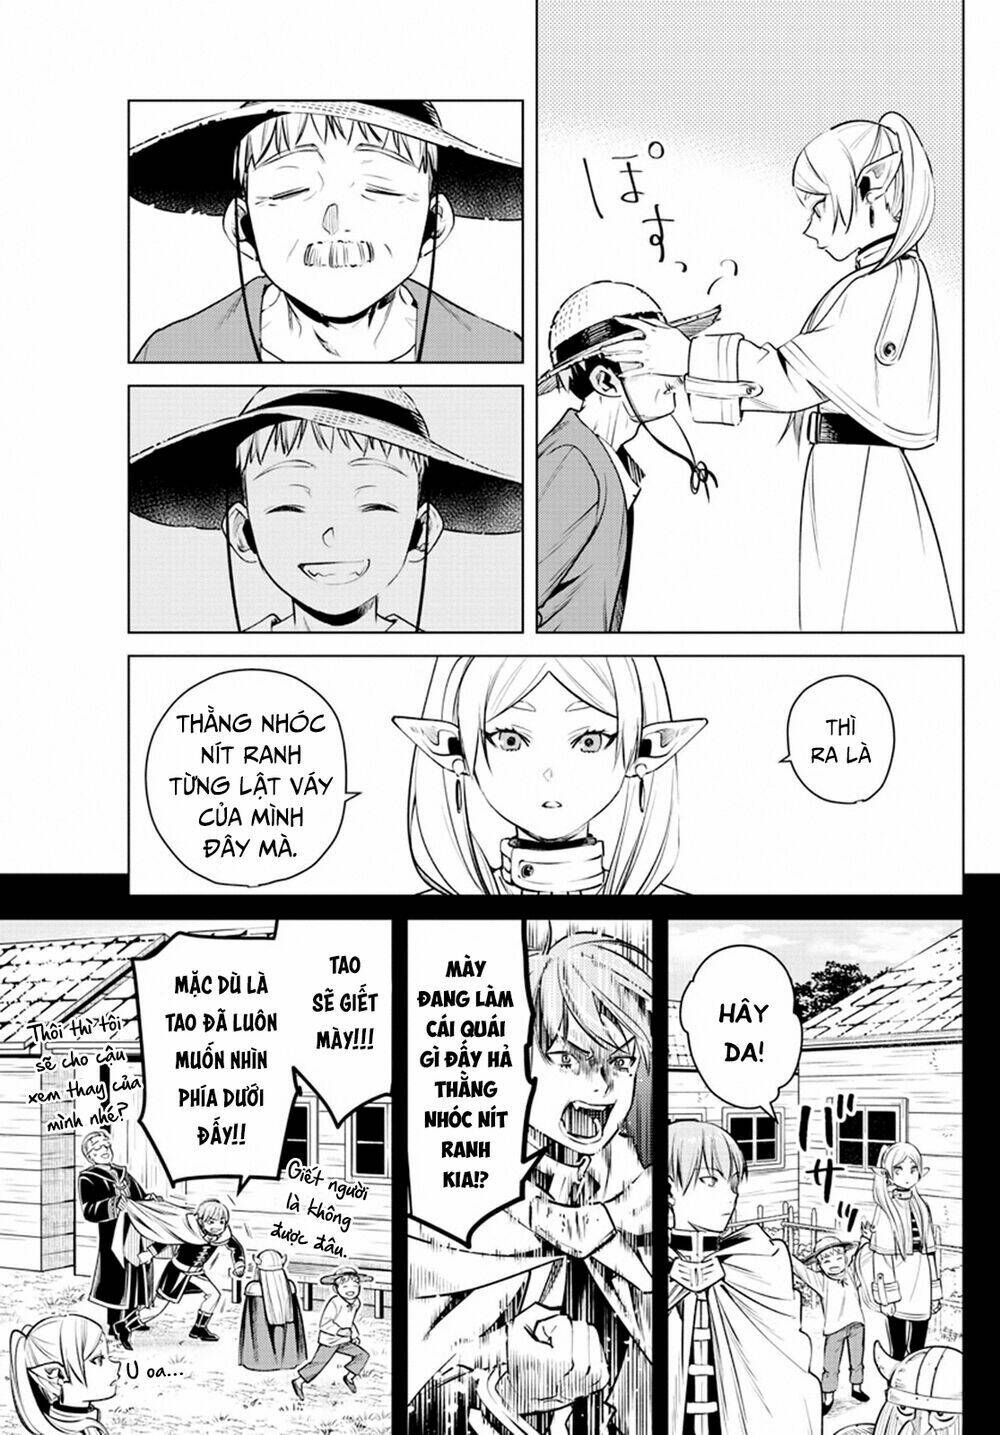 ぽすっっ
THÌ
RA LÀ
THẰNG NHÓC
NÍT RANH
TỪNG LẬT VÁY
CỦA MÌNH
ĐÂY MÀ.
HÂY
DA!
バサッ
MÀY
ĐANG LÀM
CÁI QUÁI
GÌ ĐẤY HẢ
THẰNG
NHÓC NÍT
RANH
KIA!?
TAO
SẼ GIẾT
MÀY!!!
MẶC DÙ LÀ
TAO ĐÃ LUÔN
MUỐN NHÌN
PHÍA DƯỚI
ĐẤY!!
Thôi thì tôi
sẽ cho cậu
xem thay của
mình nhé?
Giết người
là không
được đâu.
U oa...